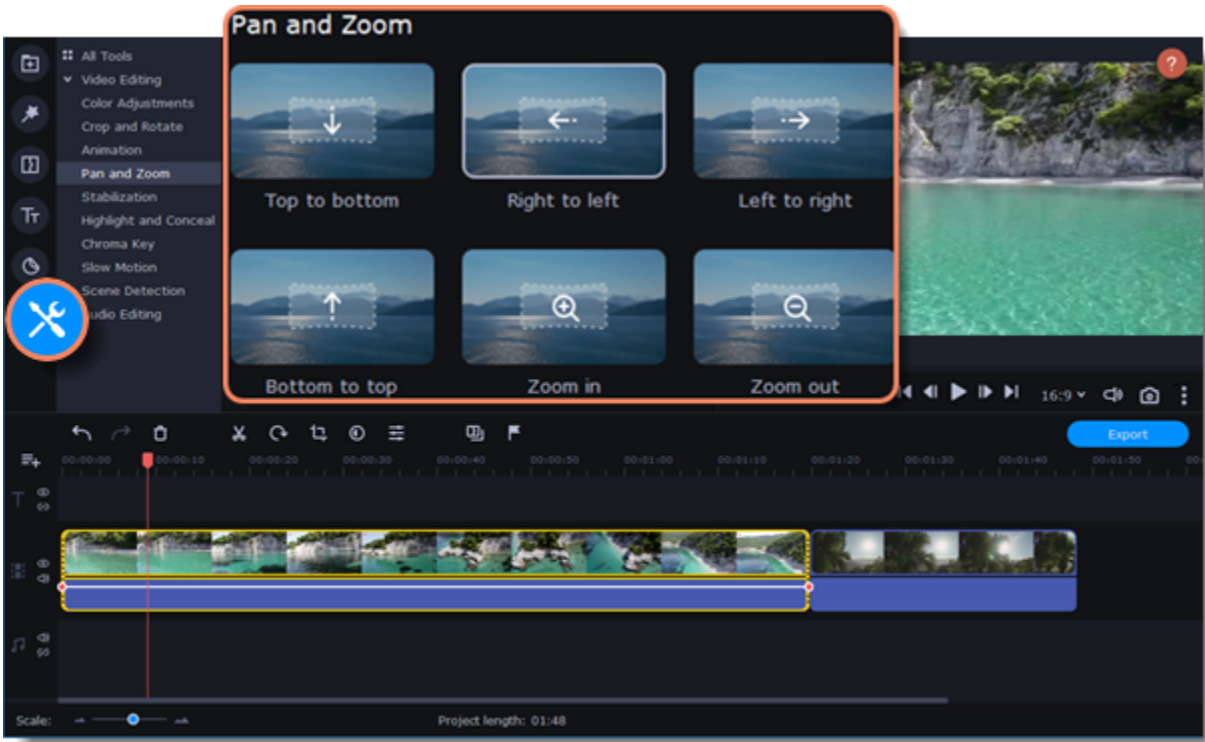 Pan and Zoom
All Tools
Video Editing
Color Adjustments
Crop and Rotate
Animation
Pan and Zoom
Stabilization
Highlight and Conceal
Chroma Key
Slow Motion
Scene Detection
udio Editing
Top to bottom
Right to left
Left to right
Bottom to top
Zoom in
Zoom out
?
16:9
Export
00:00:00 00:00:10 00:00:20 00:00:30 00:00:40 00:00:50 00:01:00 00:01:10 00:01:20 00:01:30 00:01:40 00:01:50 00:
Scale:
Project length: 01:48